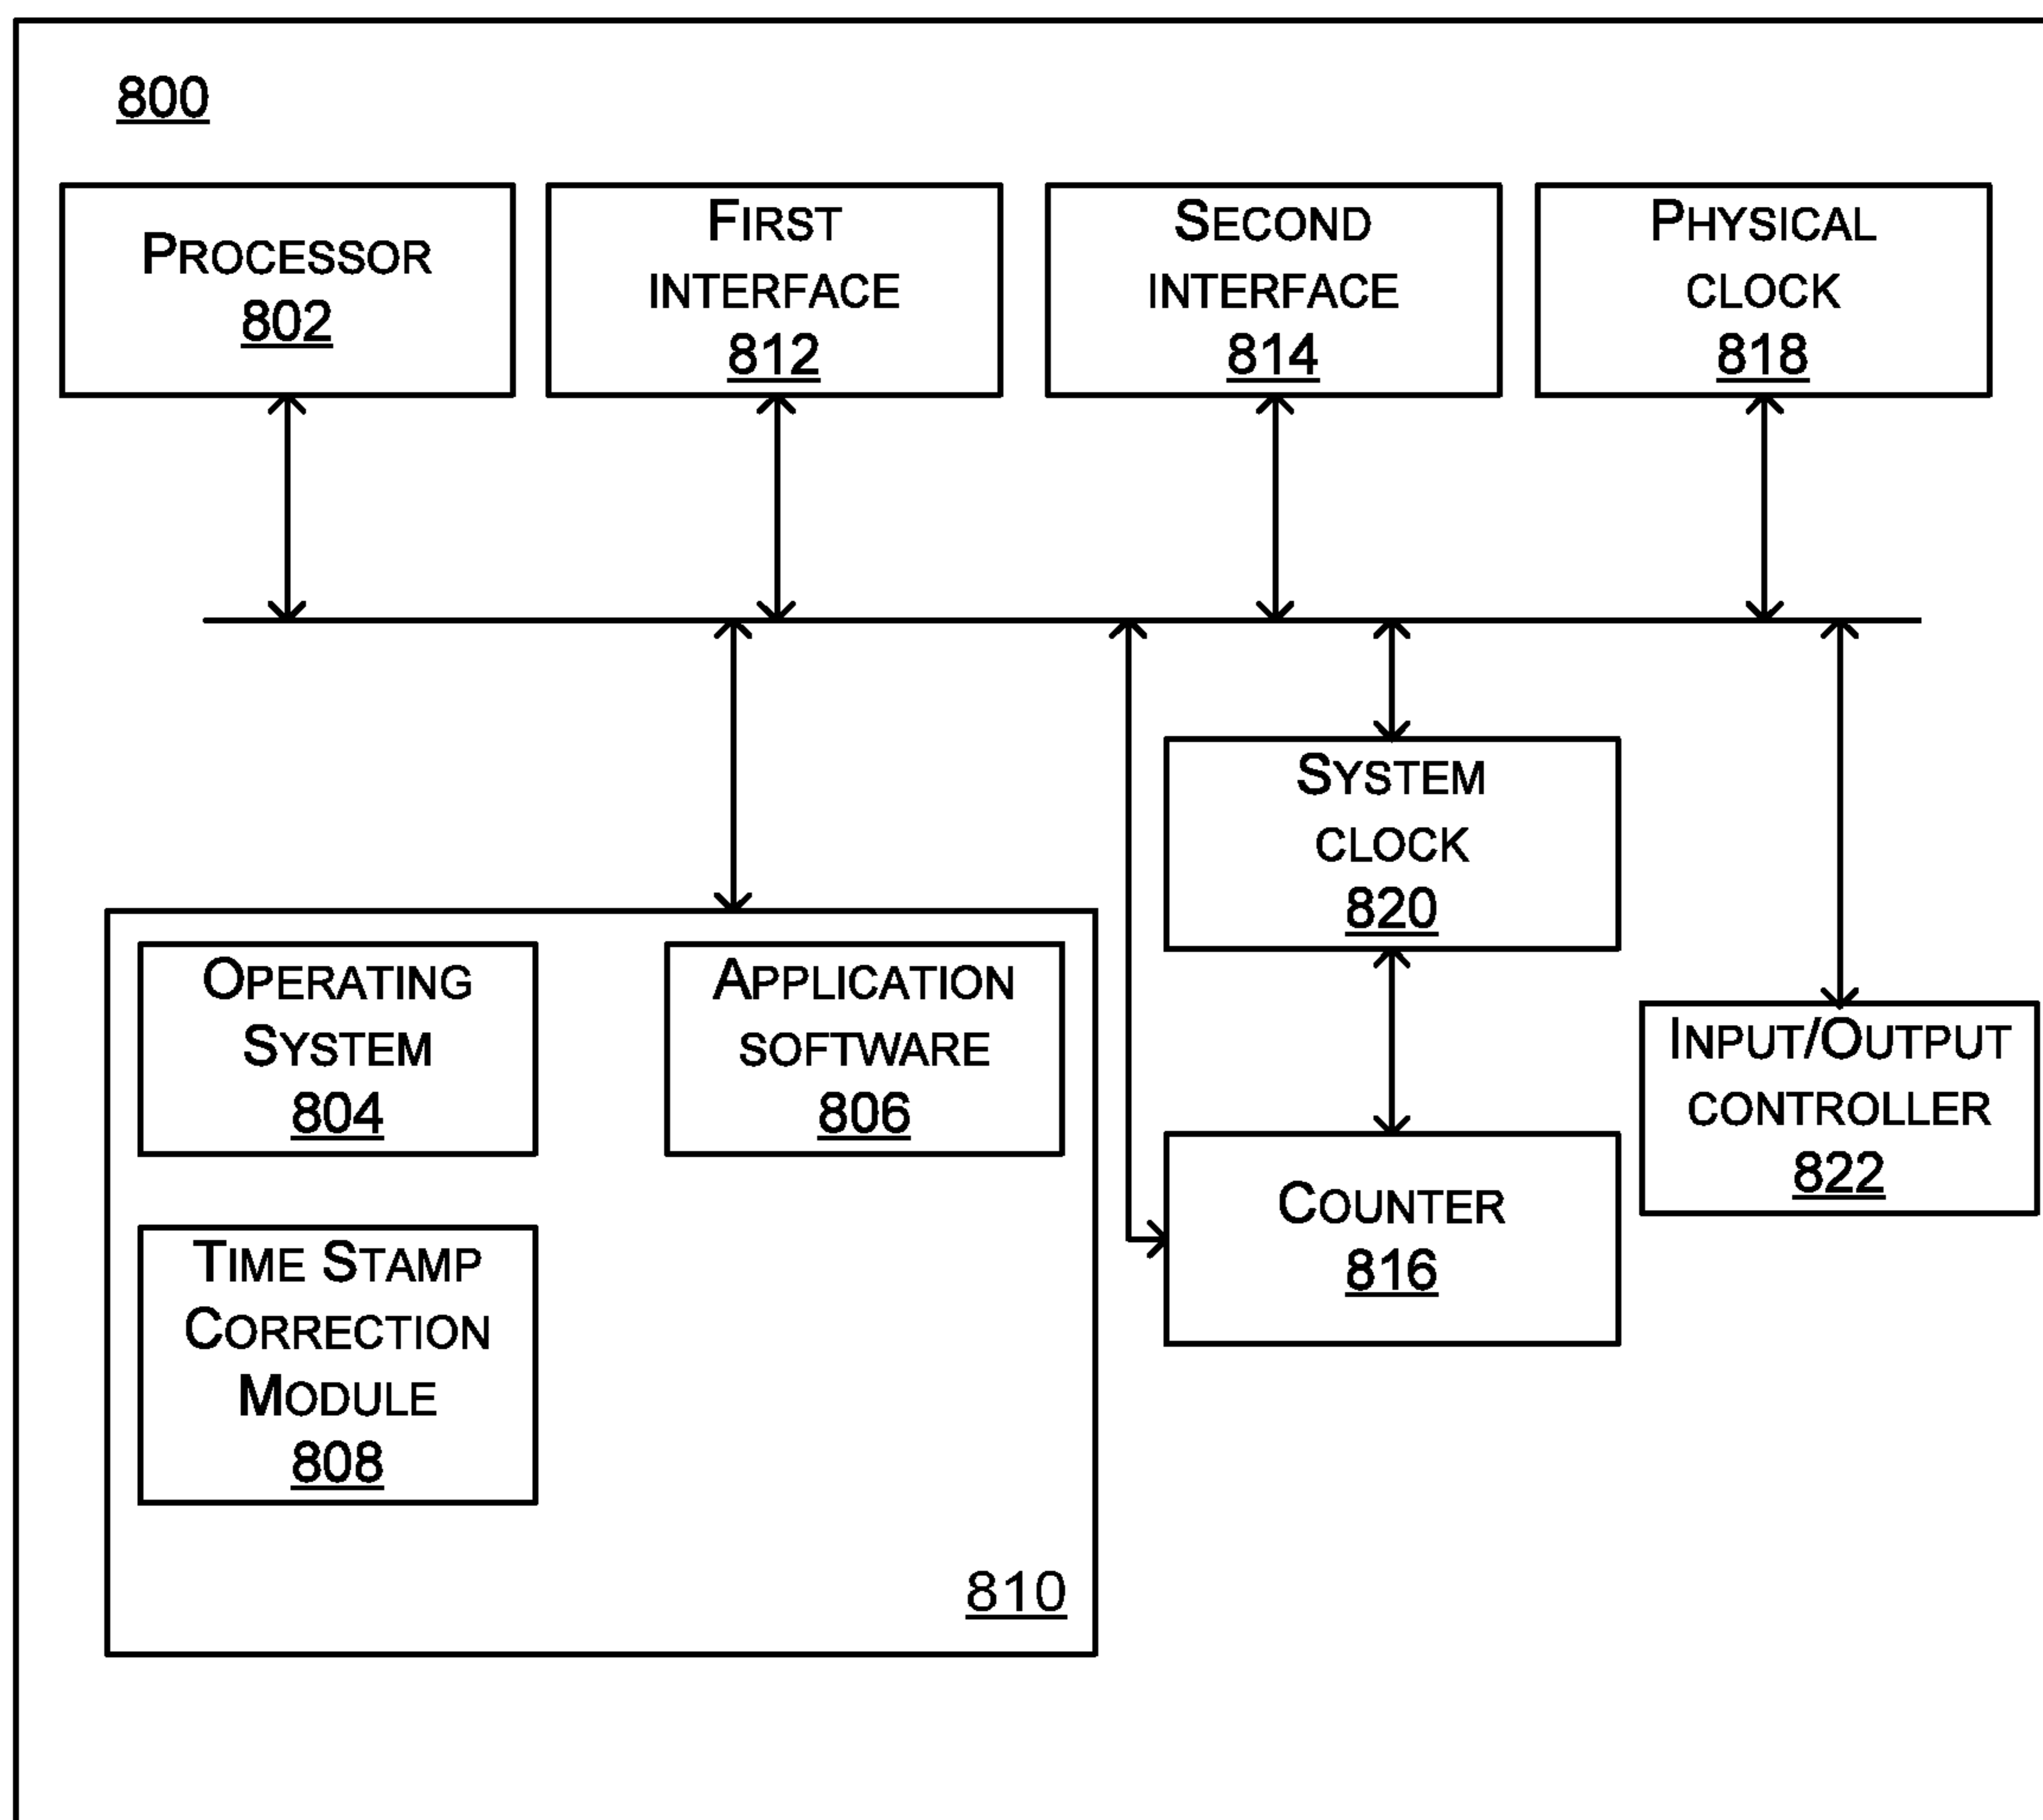 800
PROCESSOR
802
FIRST
INTERFACE
812
SECOND
INTERFACE
814
PHYSICAL
CLOCK
818
SYSTEM
CLOCK
820
OPERATING
SYSTEM
804
APPLICATION
SOFTWARE
806
INPUT/OUTPUT
CONTROLLER
822
COUNTER
816
TIME STAMP
CORRECTION
MODULE
808
810